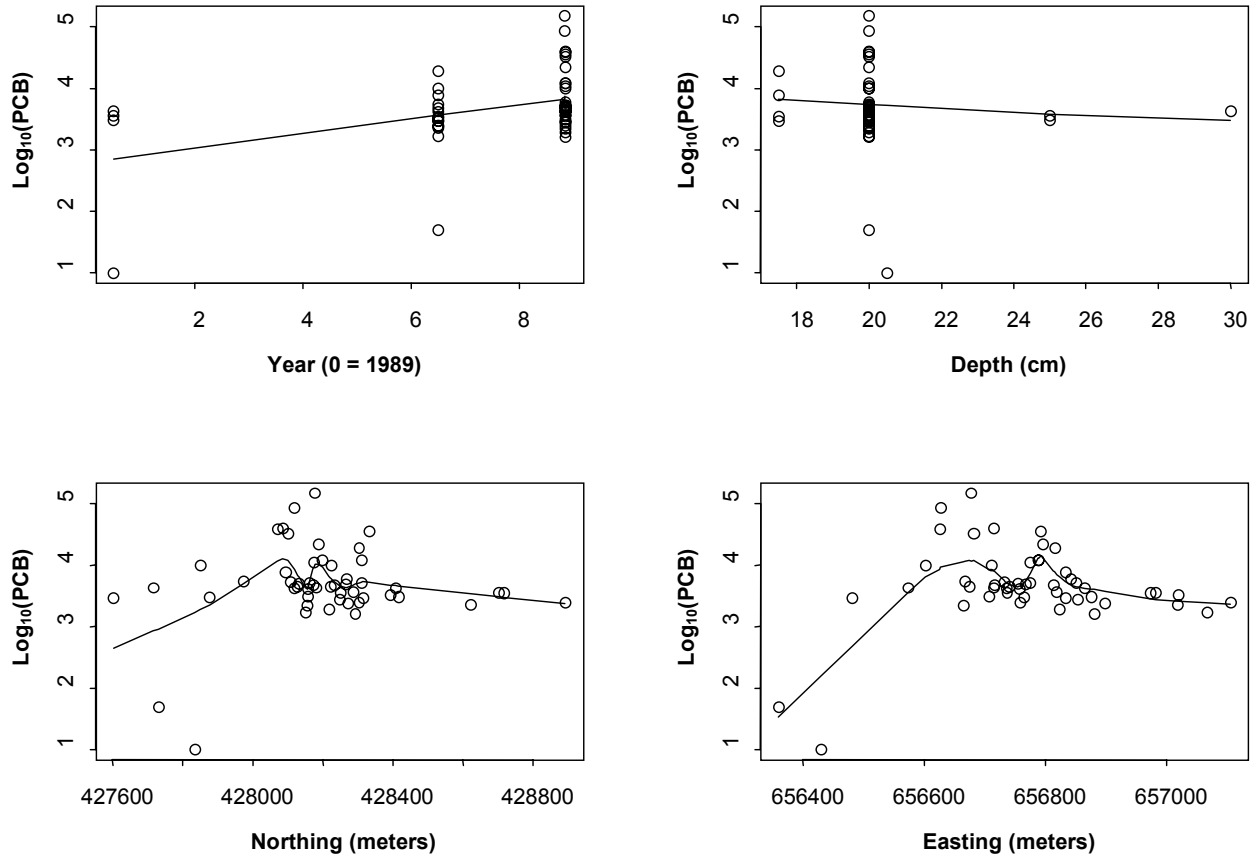 5
4
3
2
1
Log₁₀(PCB)
2 4 6 8
Year (0 = 1989)
5
4
3
2
1
Log₁₀(PCB)
18 20 22 24 26 28 30
Depth (cm)
5
4
3
2
1
Log₁₀(PCB)
427600 428000 428400 428800
Northing (meters)
5
4
3
2
1
Log₁₀(PCB)
656400 656600 656800 657000
Easting (meters)